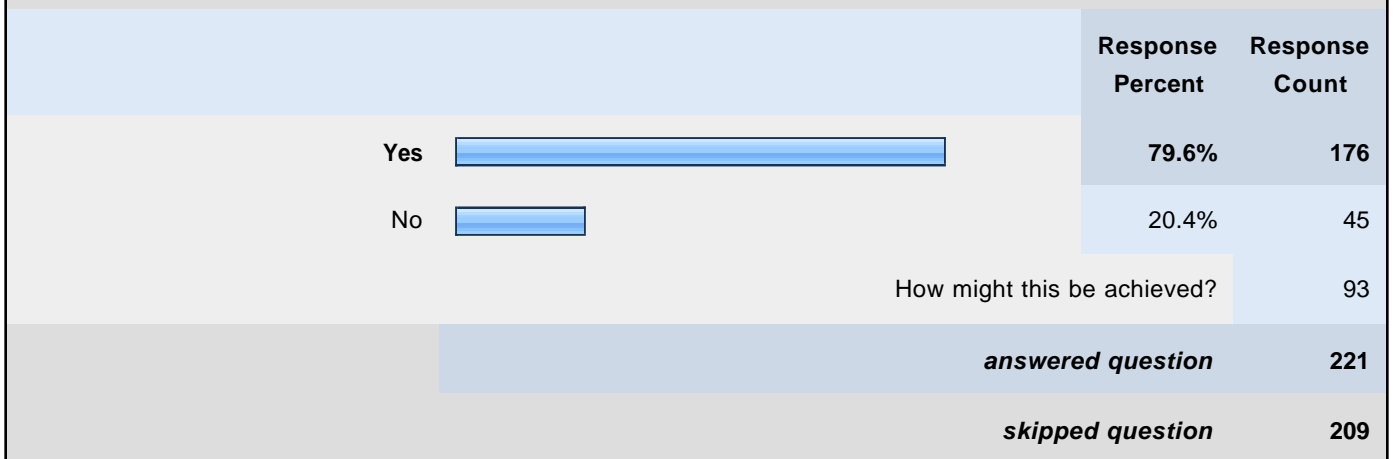 Response Percent Response Count
Yes 79.6% 176
No 20.4% 45
How might this be achieved? 93
answered question 221
skipped question 209